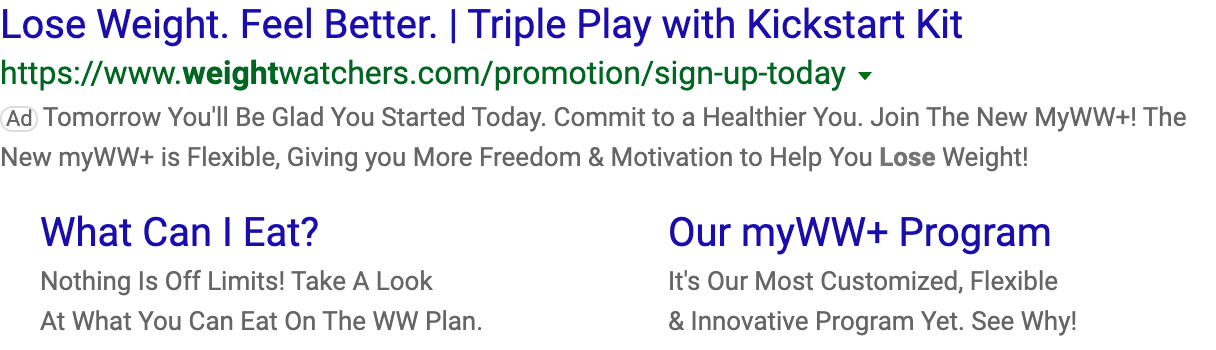 Lose Weight. Feel Better. | Triple Play with Kickstart Kit
https://www.weightwatchers.com/promotion/sign-up-today
Ad Tomorrow You'll Be Glad You Started Today. Commit to a Healthier You. Join The New MyWW+! The
New myWW+ is Flexible, Giving you More Freedom & Motivation to Help You Lose Weight!
What Can I Eat?
Nothing Is Off Limits! Take A Look
At What You Can Eat On The WW Plan.
Our myWW+ Program
It's Our Most Customized, Flexible
& Innovative Program Yet. See Why!